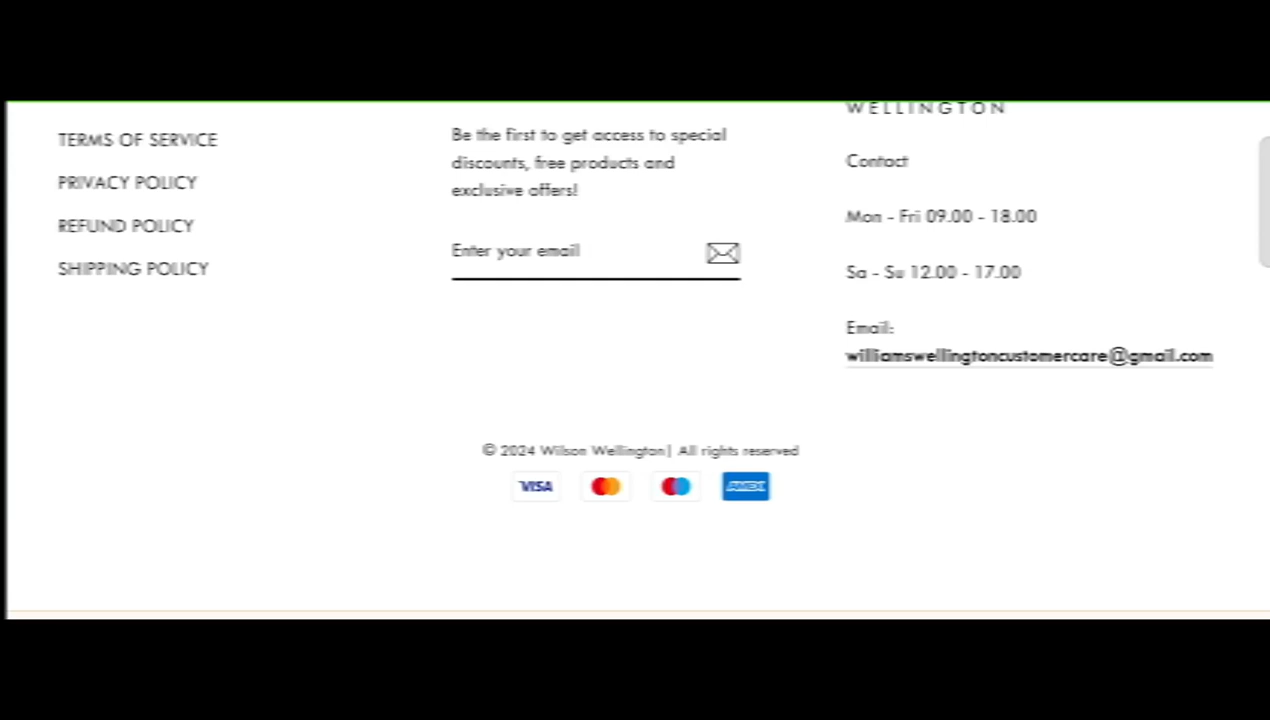 TERMS OF SERVICE
PRIVACY POLICY
REFUND POLICY
SHIPPING POLICY
Be the first to get access to special
discounts, free products and
exclusive offers!
Enter your email
WELLINGTON
Contact
Mon - Fri 09.00 - 18.00
Sa - Su 12.00 - 17.00
Email:
williamswellingtoncustomercare@gmail.com
© 2024 Wilson Wellington| All rights reserved
VISA
AMEX